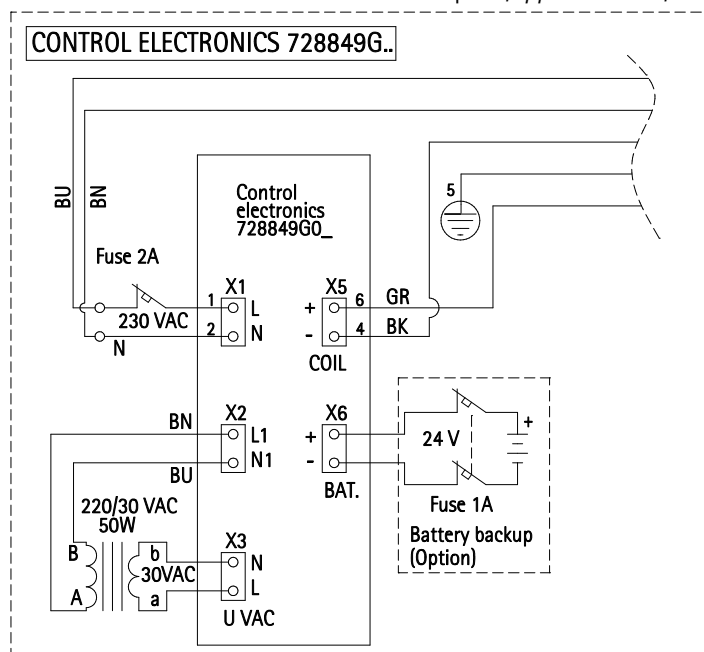 CONTROL ELECTRONICS 728849G..
BU
BN
Control
electronics
728849G0_
5
Fuse 2A
X1
1
L
230 VAC
2
N
N
X5
+
6
GR
-
4
BK
COIL
BN
X2
L1
BU
N1
X6
+
-
BAT.
24 V
+
Fuse 1A
Battery backup
(Option)
220/30 VAC
50W
B
A
b
30VAC
a
X3
N
L
U VAC